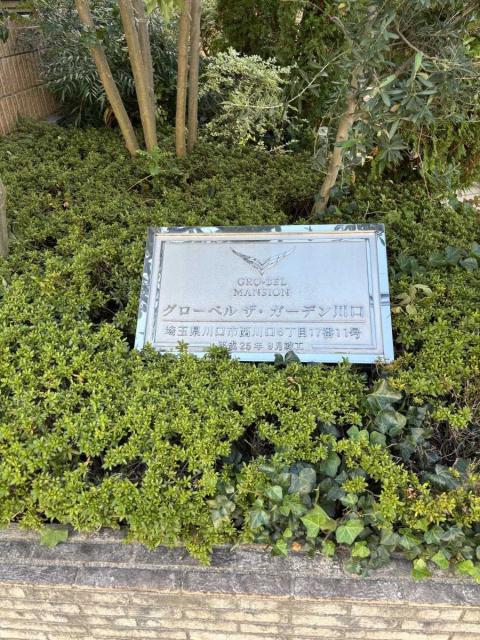 GRO-BEL
MANSION
グローベル ザ・ガーデン川口
埼玉県川口市南川口6丁目17番11号
平成25年9月竣工